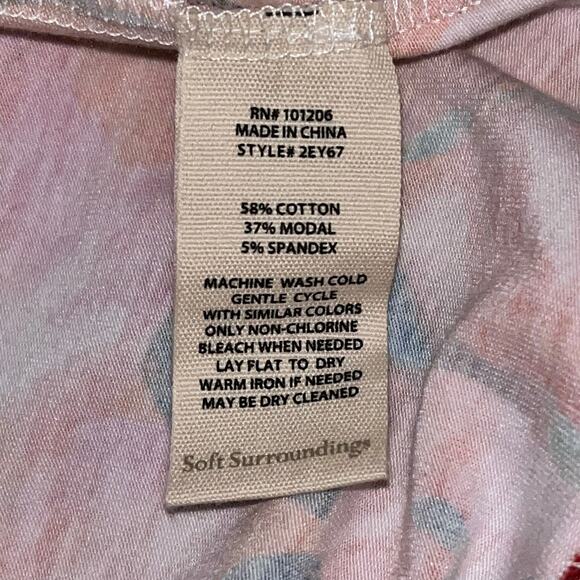 RN# 101206
MADE IN CHINA
STYLE# 2EY67
58% COTTON
37% MODAL
5% SPANDEX
MACHINE WASH COLD
GENTLE CYCLE
WITH SIMILAR COLORS
ONLY NON-CHLORINE
BLEACH WHEN NEEDED
LAY FLAT TO DRY
WARM IRON IF NEEDED
MAY BE DRY CLEANED
Soft Surroundings